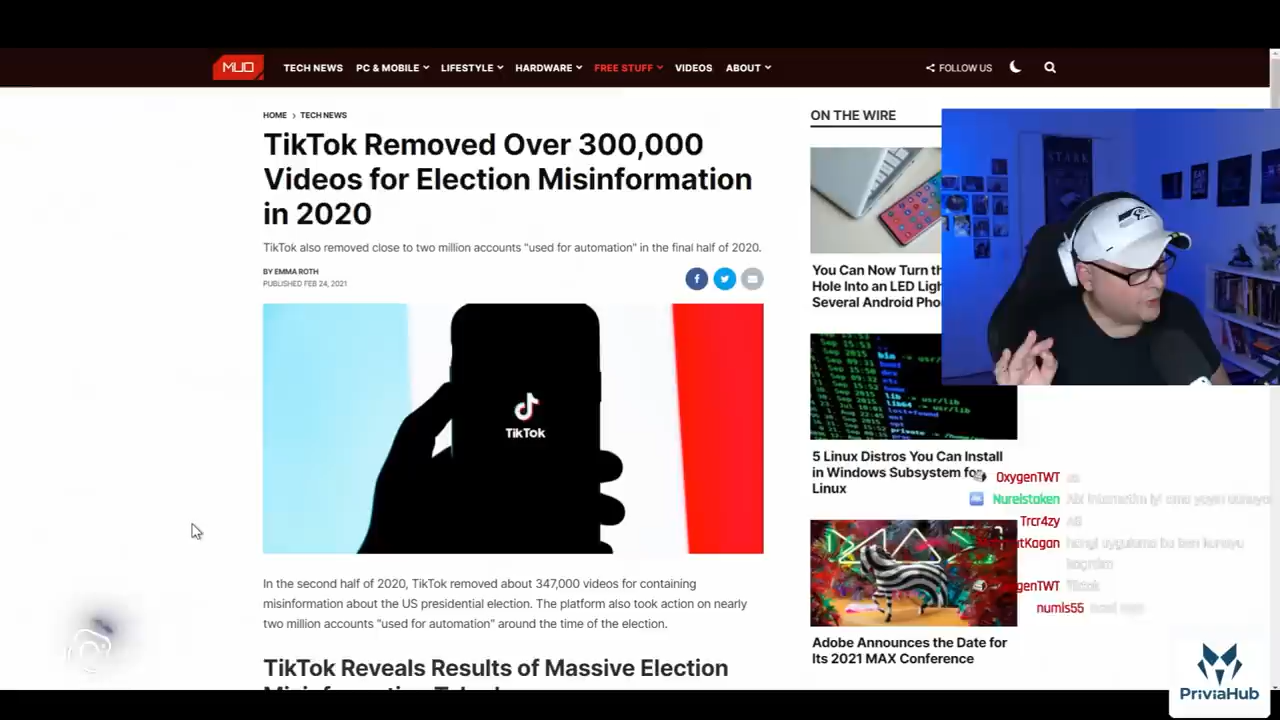 MUO
TECH NEWS PC & MOBILE LIFESTYLE HARDWARE FREE STUFF VIDEOS ABOUT FOLLOW US
HOME > TECH NEWS
TikTok Removed Over 300,000
Videos for Election Misinformation
in 2020
TikTok also removed close to two million accounts "used for automation" in the final half of 2020.
BY EMMA ROTH
PUBLISHED FEB 24, 2021
TikTok
In the second half of 2020, TikTok removed about 347,000 videos for containing
misinformation about the US presidential election. The platform also took action on nearly
two million accounts "used for automation" around the time of the election.
TikTok Reveals Results of Massive Election
ON THE WIRE
You Can Now Turn
Hole Into an LED
Several Android
5 Linux Distros You Can Install
in Windows Subsystem for
Linux
Adobe Announces the Date for
Its 2021 MAX Conference
STARK
OxygenTWT
Nurelstaken
Trcr4zy
numis55
PriviaHub